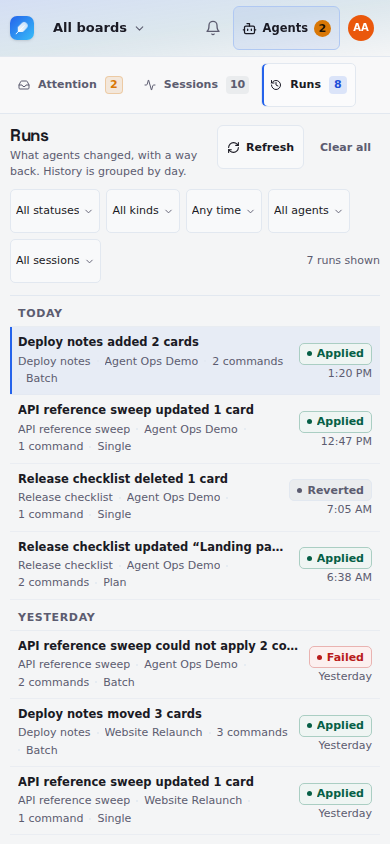 All boards
Agents 2
AA
Attention 2
Sessions 10
Runs 8
Runs
What agents changed, with a way
back. History is grouped by day.
Refresh
Clear all
All statuses
All kinds
Any time
All agents
All sessions
7 runs shown
TODAY
Deploy notes added 2 cards
Deploy notes · Agent Ops Demo · 2 commands
· Batch
Applied
1:20 PM
API reference sweep updated 1 card
API reference sweep · Agent Ops Demo ·
1 command · Single
Applied
12:47 PM
Release checklist deleted 1 card
Release checklist · Agent Ops Demo ·
1 command · Single
Reverted
7:05 AM
Release checklist updated “Landing pa…
Release checklist · Agent Ops Demo ·
2 commands · Plan
Applied
6:38 AM
YESTERDAY
API reference sweep could not apply 2 co…
API reference sweep · Agent Ops Demo ·
2 commands · Batch
Failed
Yesterday
Deploy notes moved 3 cards
Deploy notes · Website Relaunch · 3 commands
· Batch
Applied
Yesterday
API reference sweep updated 1 card
API reference sweep · Website Relaunch ·
1 command · Single
Applied
Yesterday